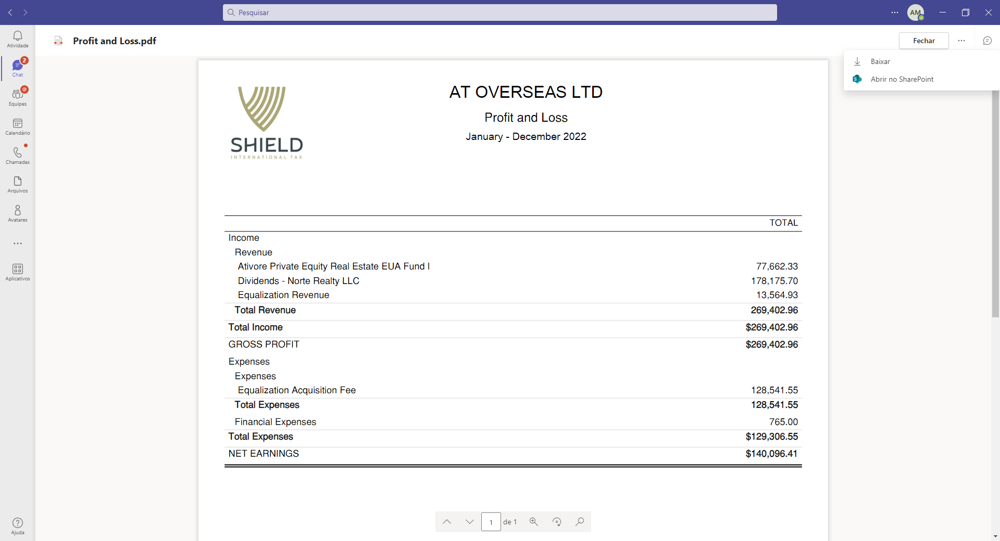 Pesquisar
AM
Atividade
2
Chat
@
Equipes
Calendário
Chamadas
Arquivos
Avatares
Aplicativos
Ajuda
Profit and Loss.pdf
Fechar
Baixar
S Abrir no SharePoint
SHIELD
INTERNATIONAL TAX
AT OVERSEAS LTD
Profit and Loss
January - December 2022
TOTAL
Income
Revenue
Ativore Private Equity Real Estate EUA Fund I 77,662.33
Dividends - Norte Realty LLC 178,175.70
Equalization Revenue 13,564.93
Total Revenue 269,402.96
Total Income $269,402.96
GROSS PROFIT $269,402.96
Expenses
Expenses
Equalization Acquisition Fee 128,541.55
Total Expenses 128,541.55
Financial Expenses 765.00
Total Expenses $129,306.55
NET EARNINGS $140,096.41
1 de 1